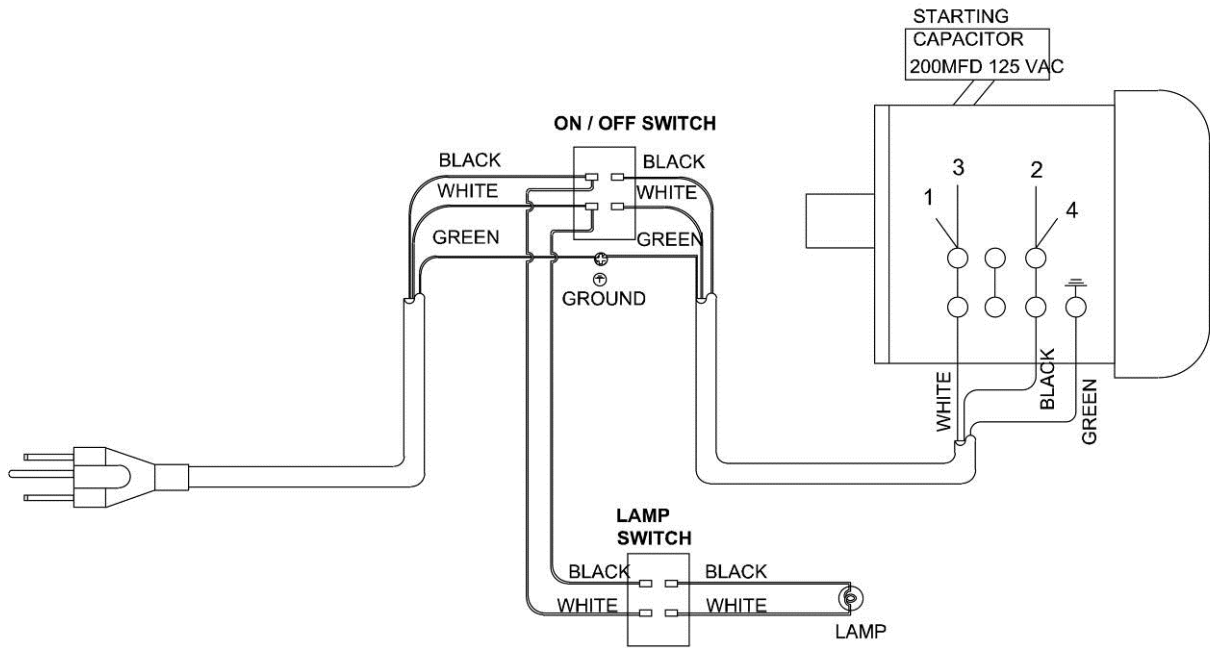 STARTING
CAPACITOR
200MFD 125 VAC
ON / OFF SWITCH
BLACK
BLACK
WHITE
WHITE
GREEN
GREEN
GROUND
3
2
1
4
WHITE
BLACK
GREEN
LAMP
SWITCH
BLACK
BLACK
WHITE
WHITE
LAMP